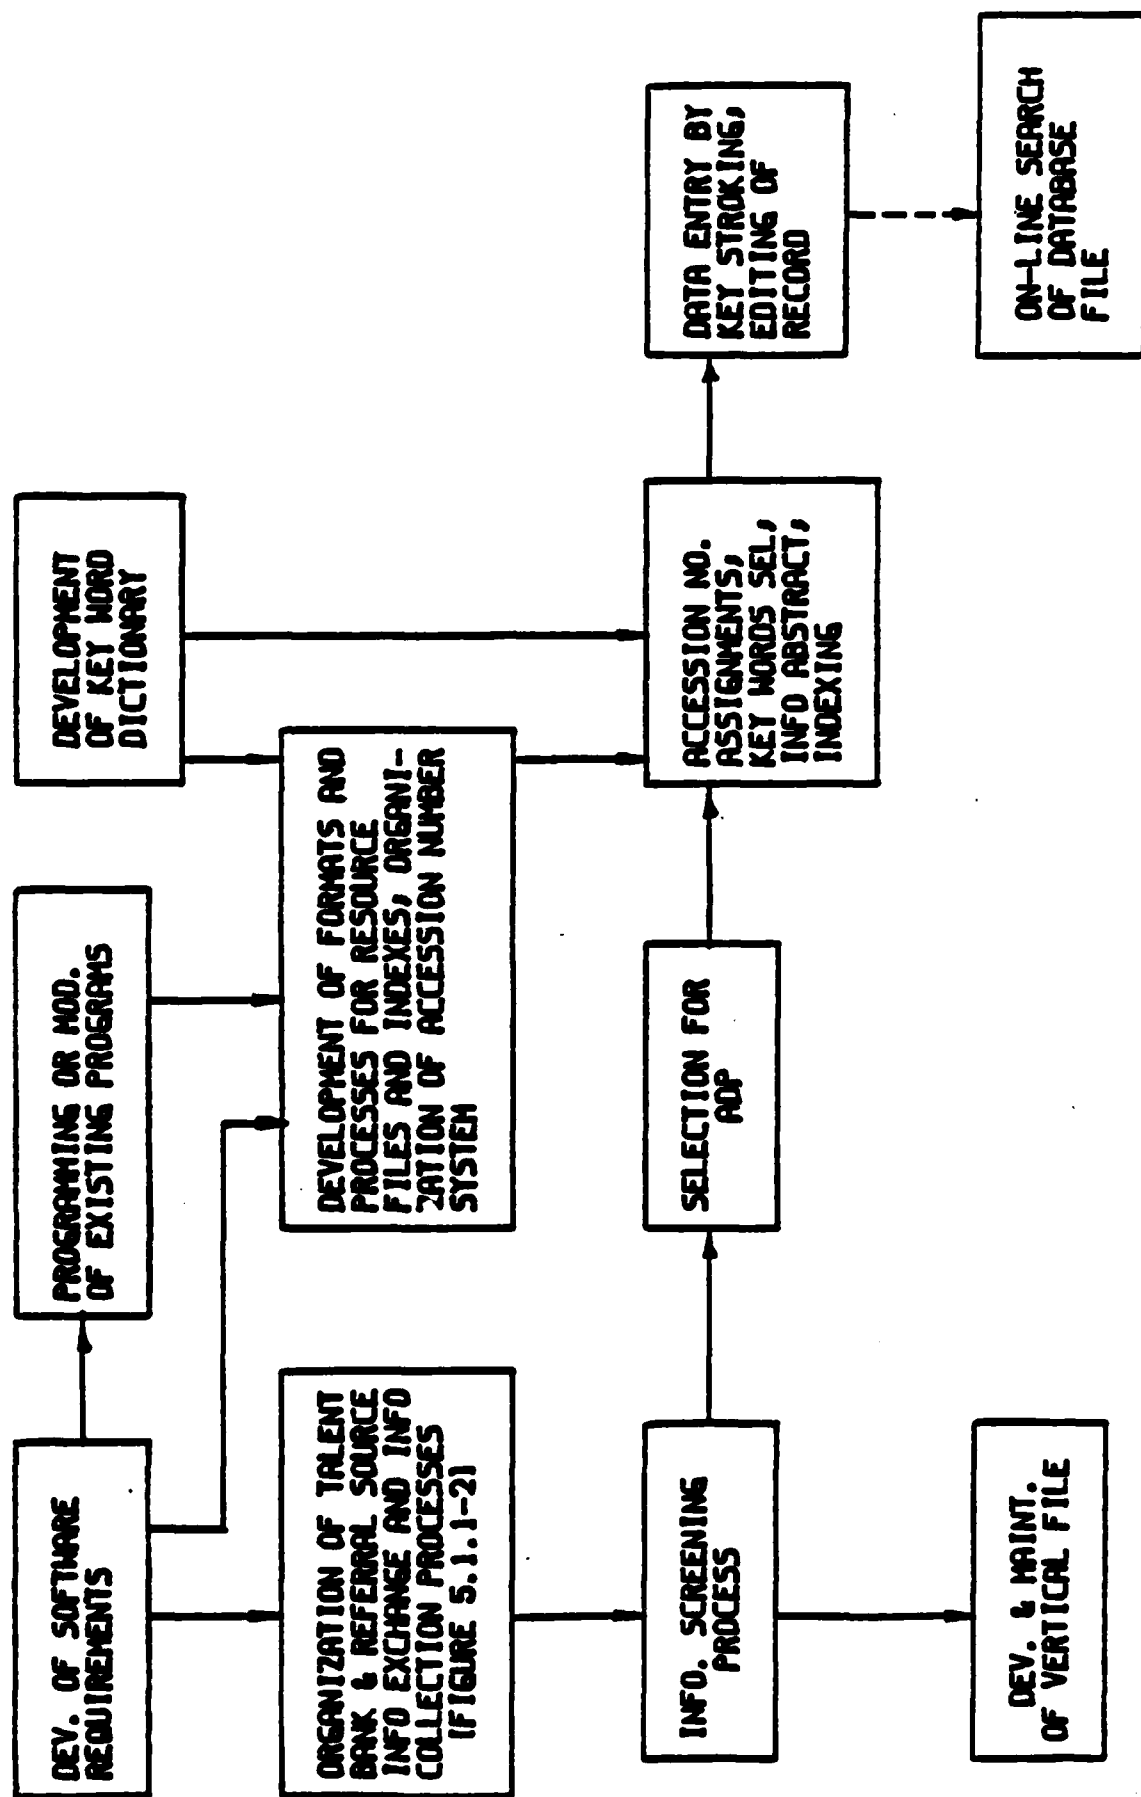 DEV. OF SOFTWARE
REQUIREMENTS
PROGRAMMING OR MOD.
OF EXISTING PROGRAMS
DEVELOPMENT
OF KEY WORD
DICTIONARY
ORGANIZATION OF TALENT
BANK & REFERRAL SOURCE
INFO EXCHANGE AND INFO
COLLECTION PROCESSES
(FIGURE 5.1.1-2)
DEVELOPMENT OF FORMATS AND
PROCESSES FOR RESOURCE
FILES AND INDEXES, ORGANI-
ZATION OF ACCESSION NUMBER
SYSTEM
INFO. SCREENING
PROCESS
SELECTION FOR
ADP
ACCESSION NO.
ASSIGNMENTS,
KEY WORDS SEL,
INFO ABSTRACT,
INDEXING
DATA ENTRY BY
KEY STROKING,
EDITING OF
RECORD
DEV. & MAINT.
OF VERTICAL FILE
ON-LINE SEARCH
OF DATABASE
FILE